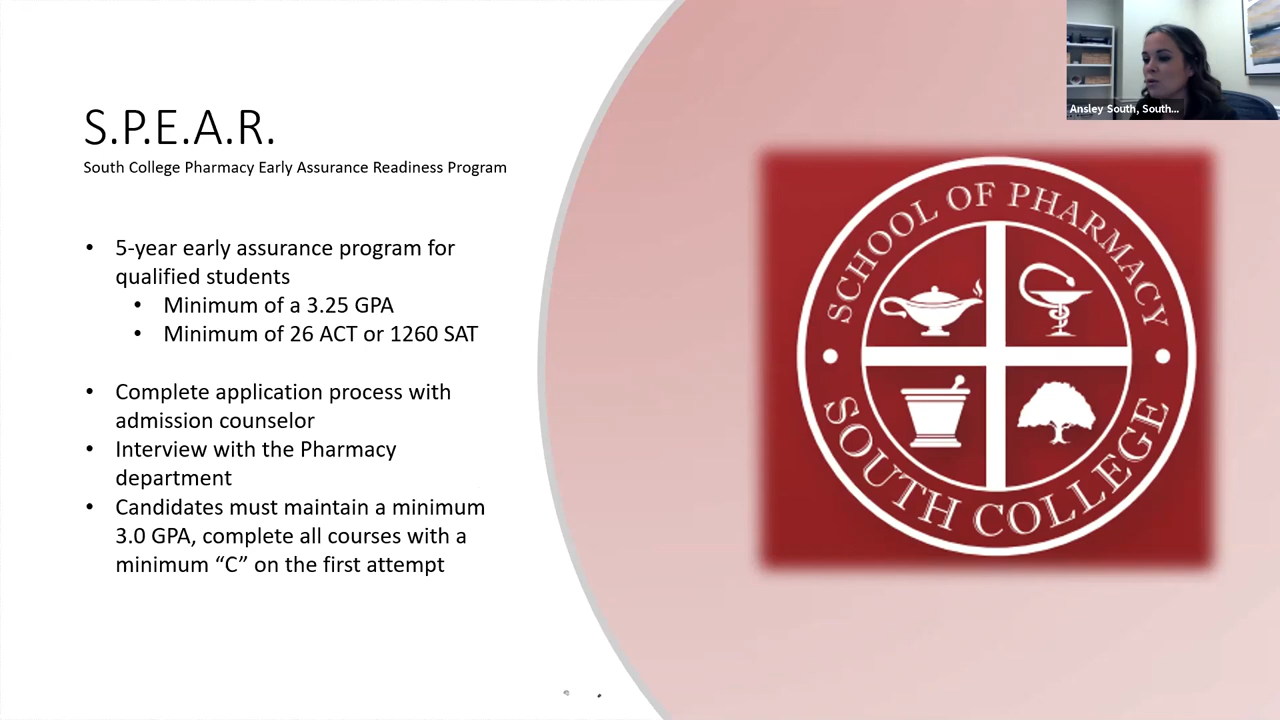 S.P.E.A.R.
South College Pharmacy Early Assurance Readiness Program
• 5-year early assurance program for
qualified students
• Minimum of a 3.25 GPA
• Minimum of 26 ACT or 1260 SAT
• Complete application process with
admission counselor
• Interview with the Pharmacy
department
• Candidates must maintain a minimum
3.0 GPA, complete all courses with a
minimum “C” on the first attempt
Ansley South, South...
SCHOOL OF PHARMACY
SOUTH COLLEGE